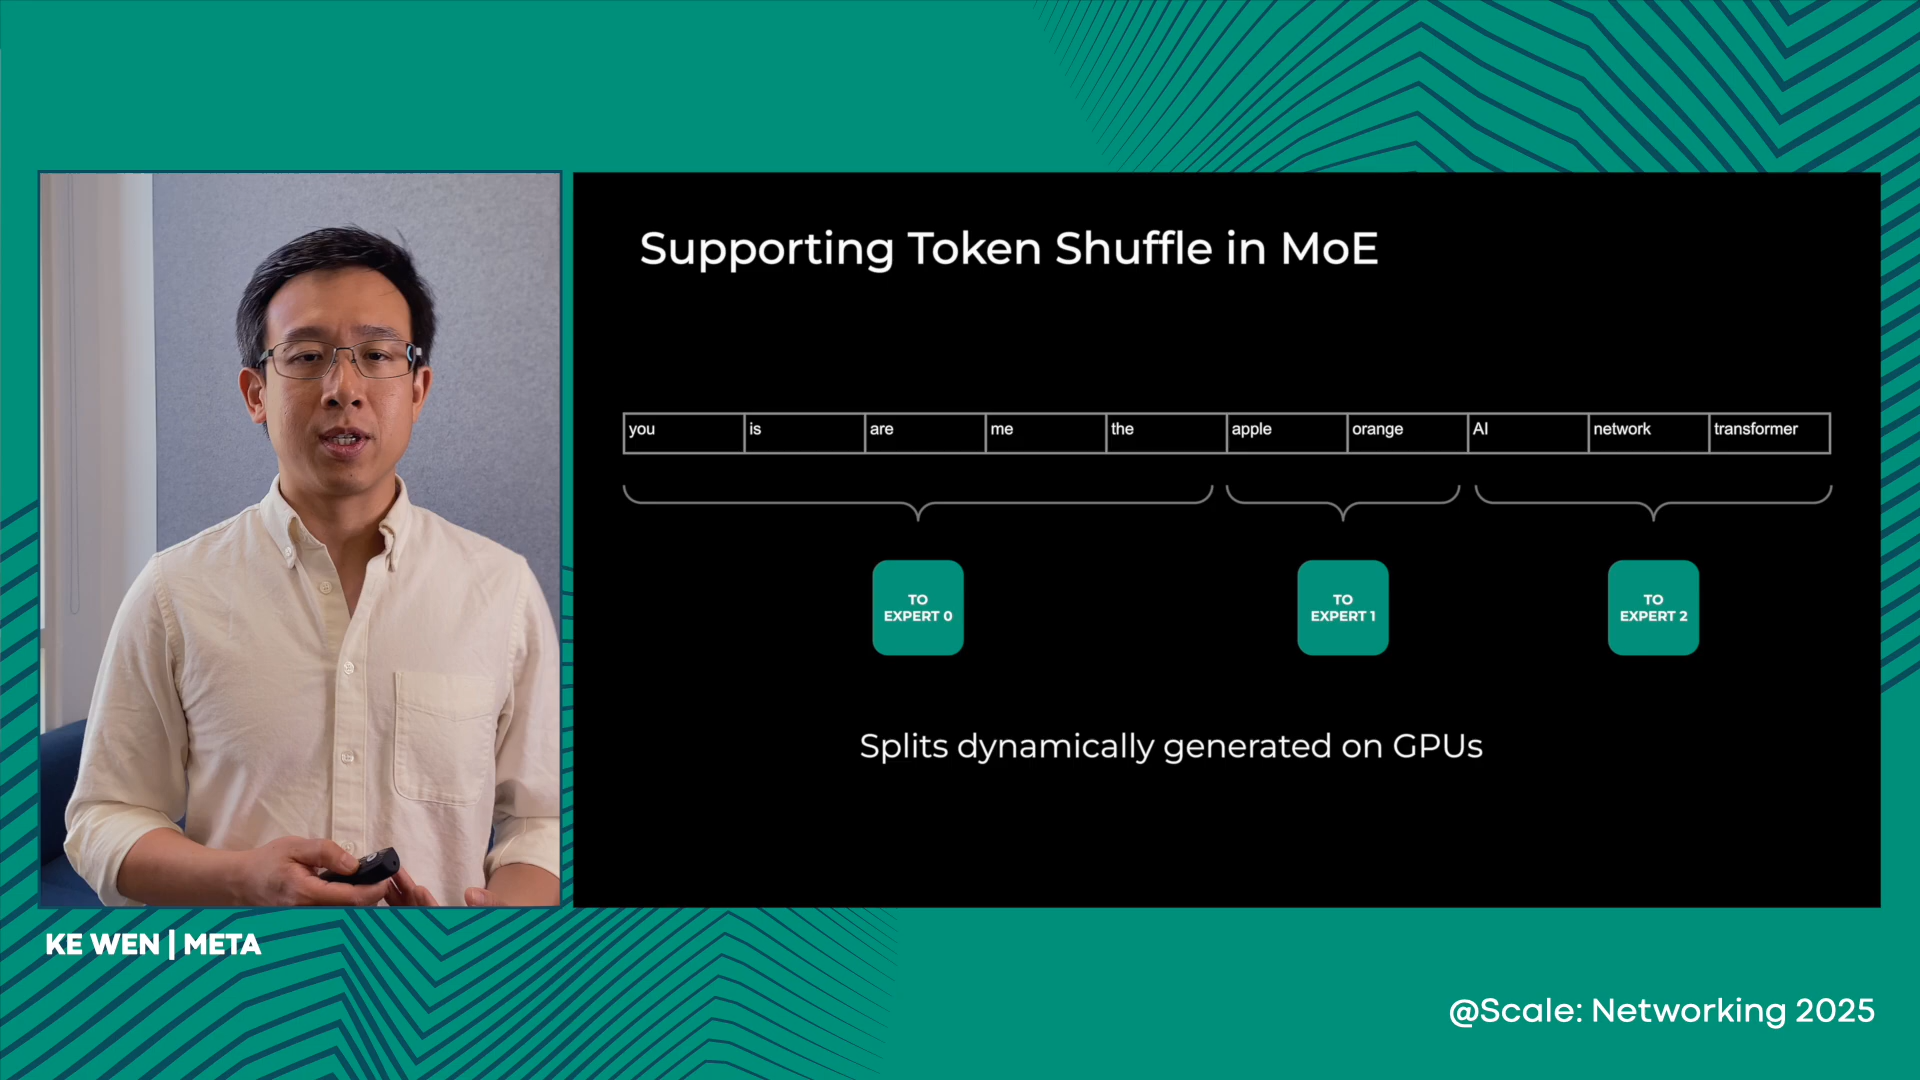 Supporting Token Shuffle in MoE
you is are me the apple orange AI network transformer
TO
EXPERT 0
TO
EXPERT 1
TO
EXPERT 2
Splits dynamically generated on GPUs
KE WEN | META
@Scale: Networking 2025